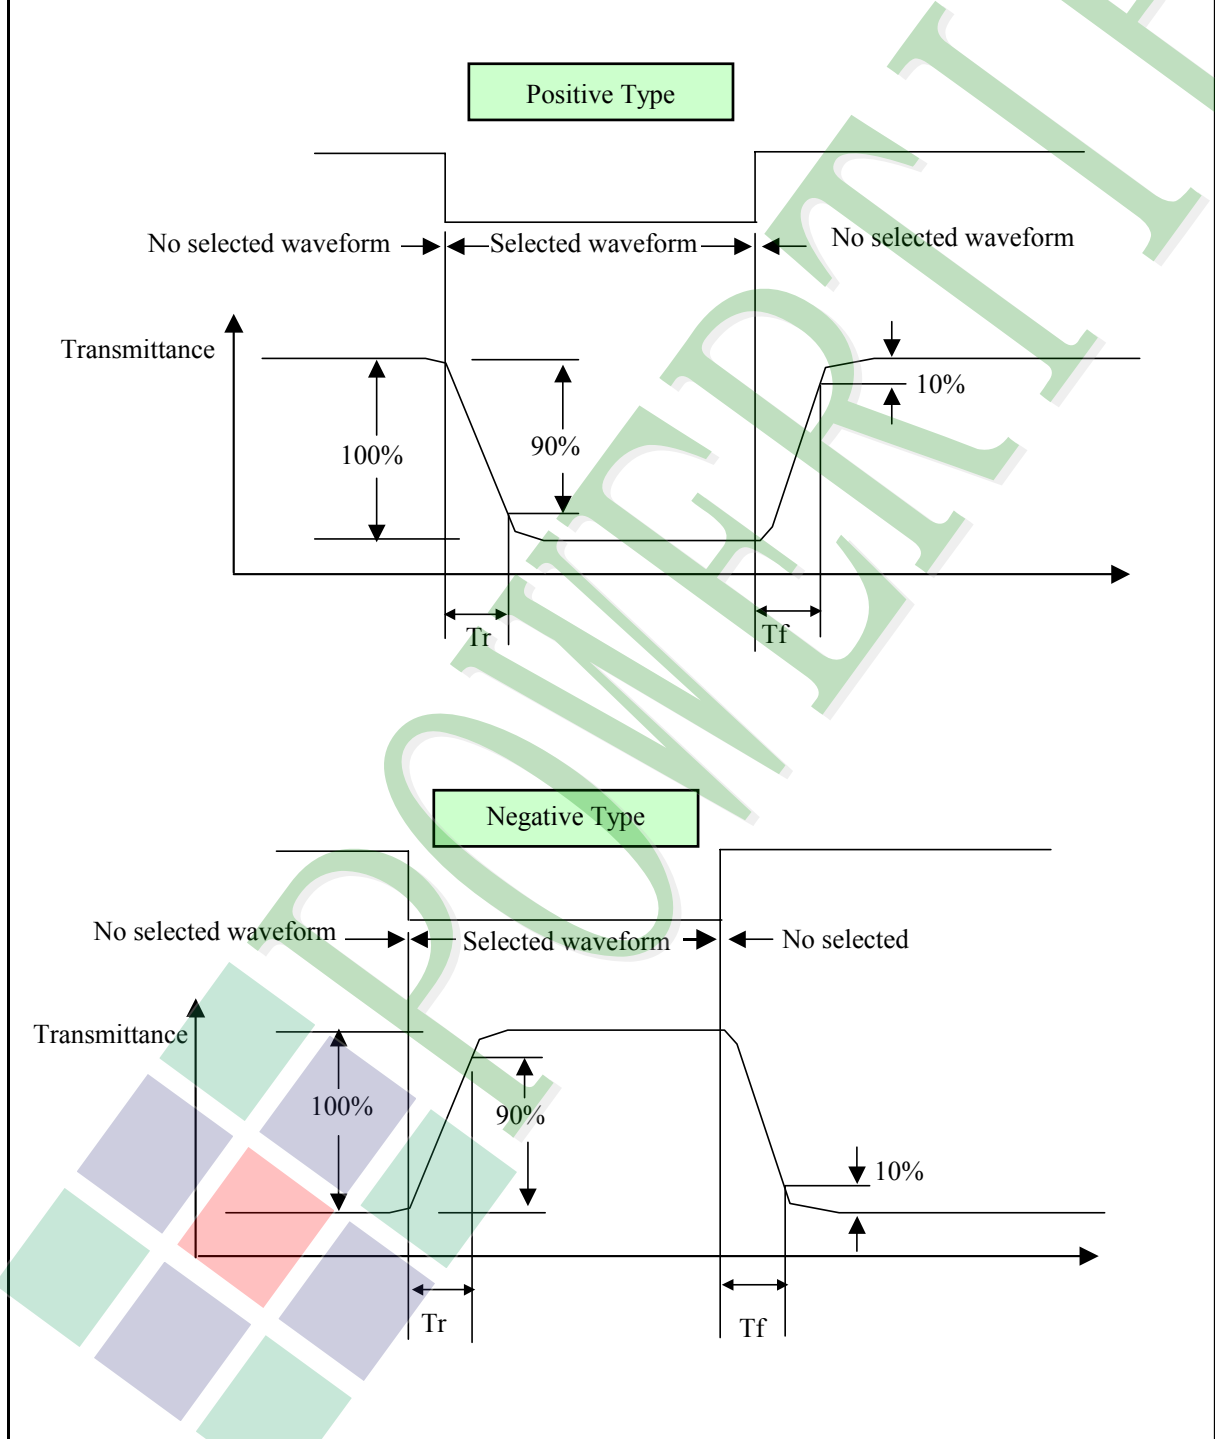 Positive Type
No selected waveform
Selected waveform
No selected waveform
Transmittance
10%
90%
100%
Tr
Tf
Negative Type
No selected waveform
Selected waveform
No selected
Transmittance
100%
90%
10%
Tr
Tf
POWERTI